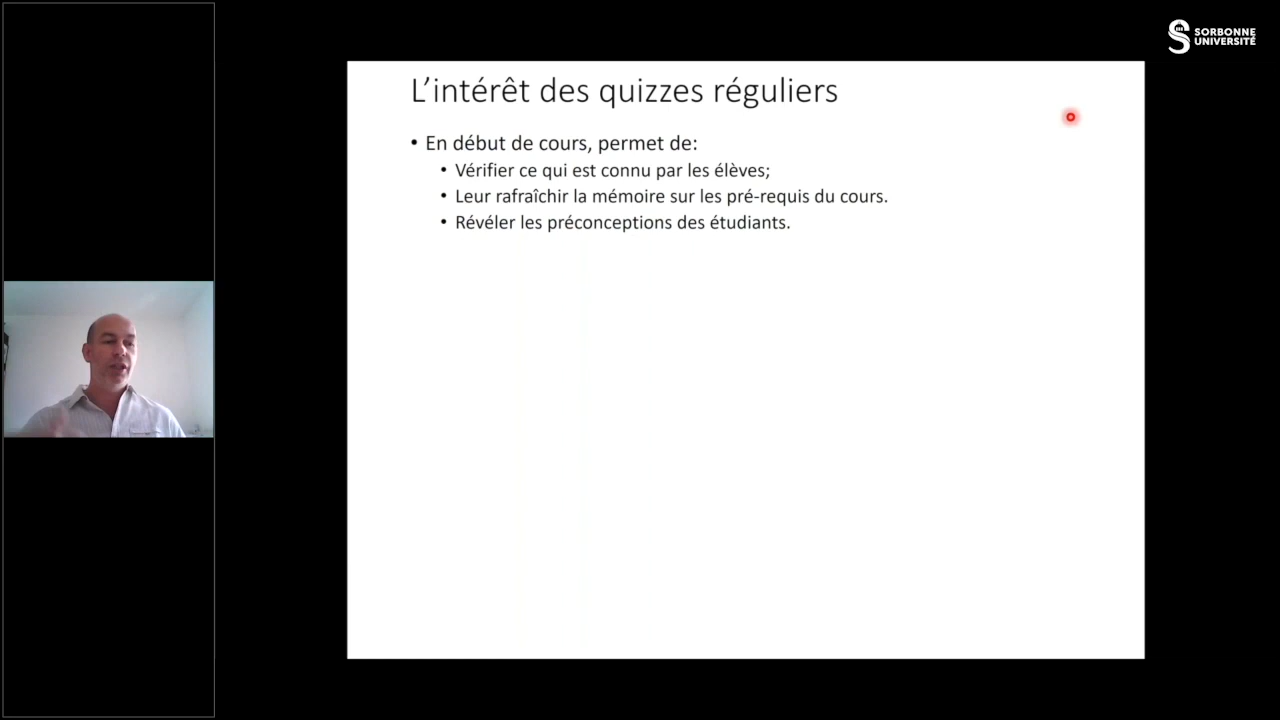 SORBONNE
UNIVERSITÉ
L’intérêt des quizzes réguliers
• En début de cours, permet de:
• Vérifier ce qui est connu par les élèves;
• Leur rafraîchir la mémoire sur les pré-requis du cours.
• Révéler les préconceptions des étudiants.